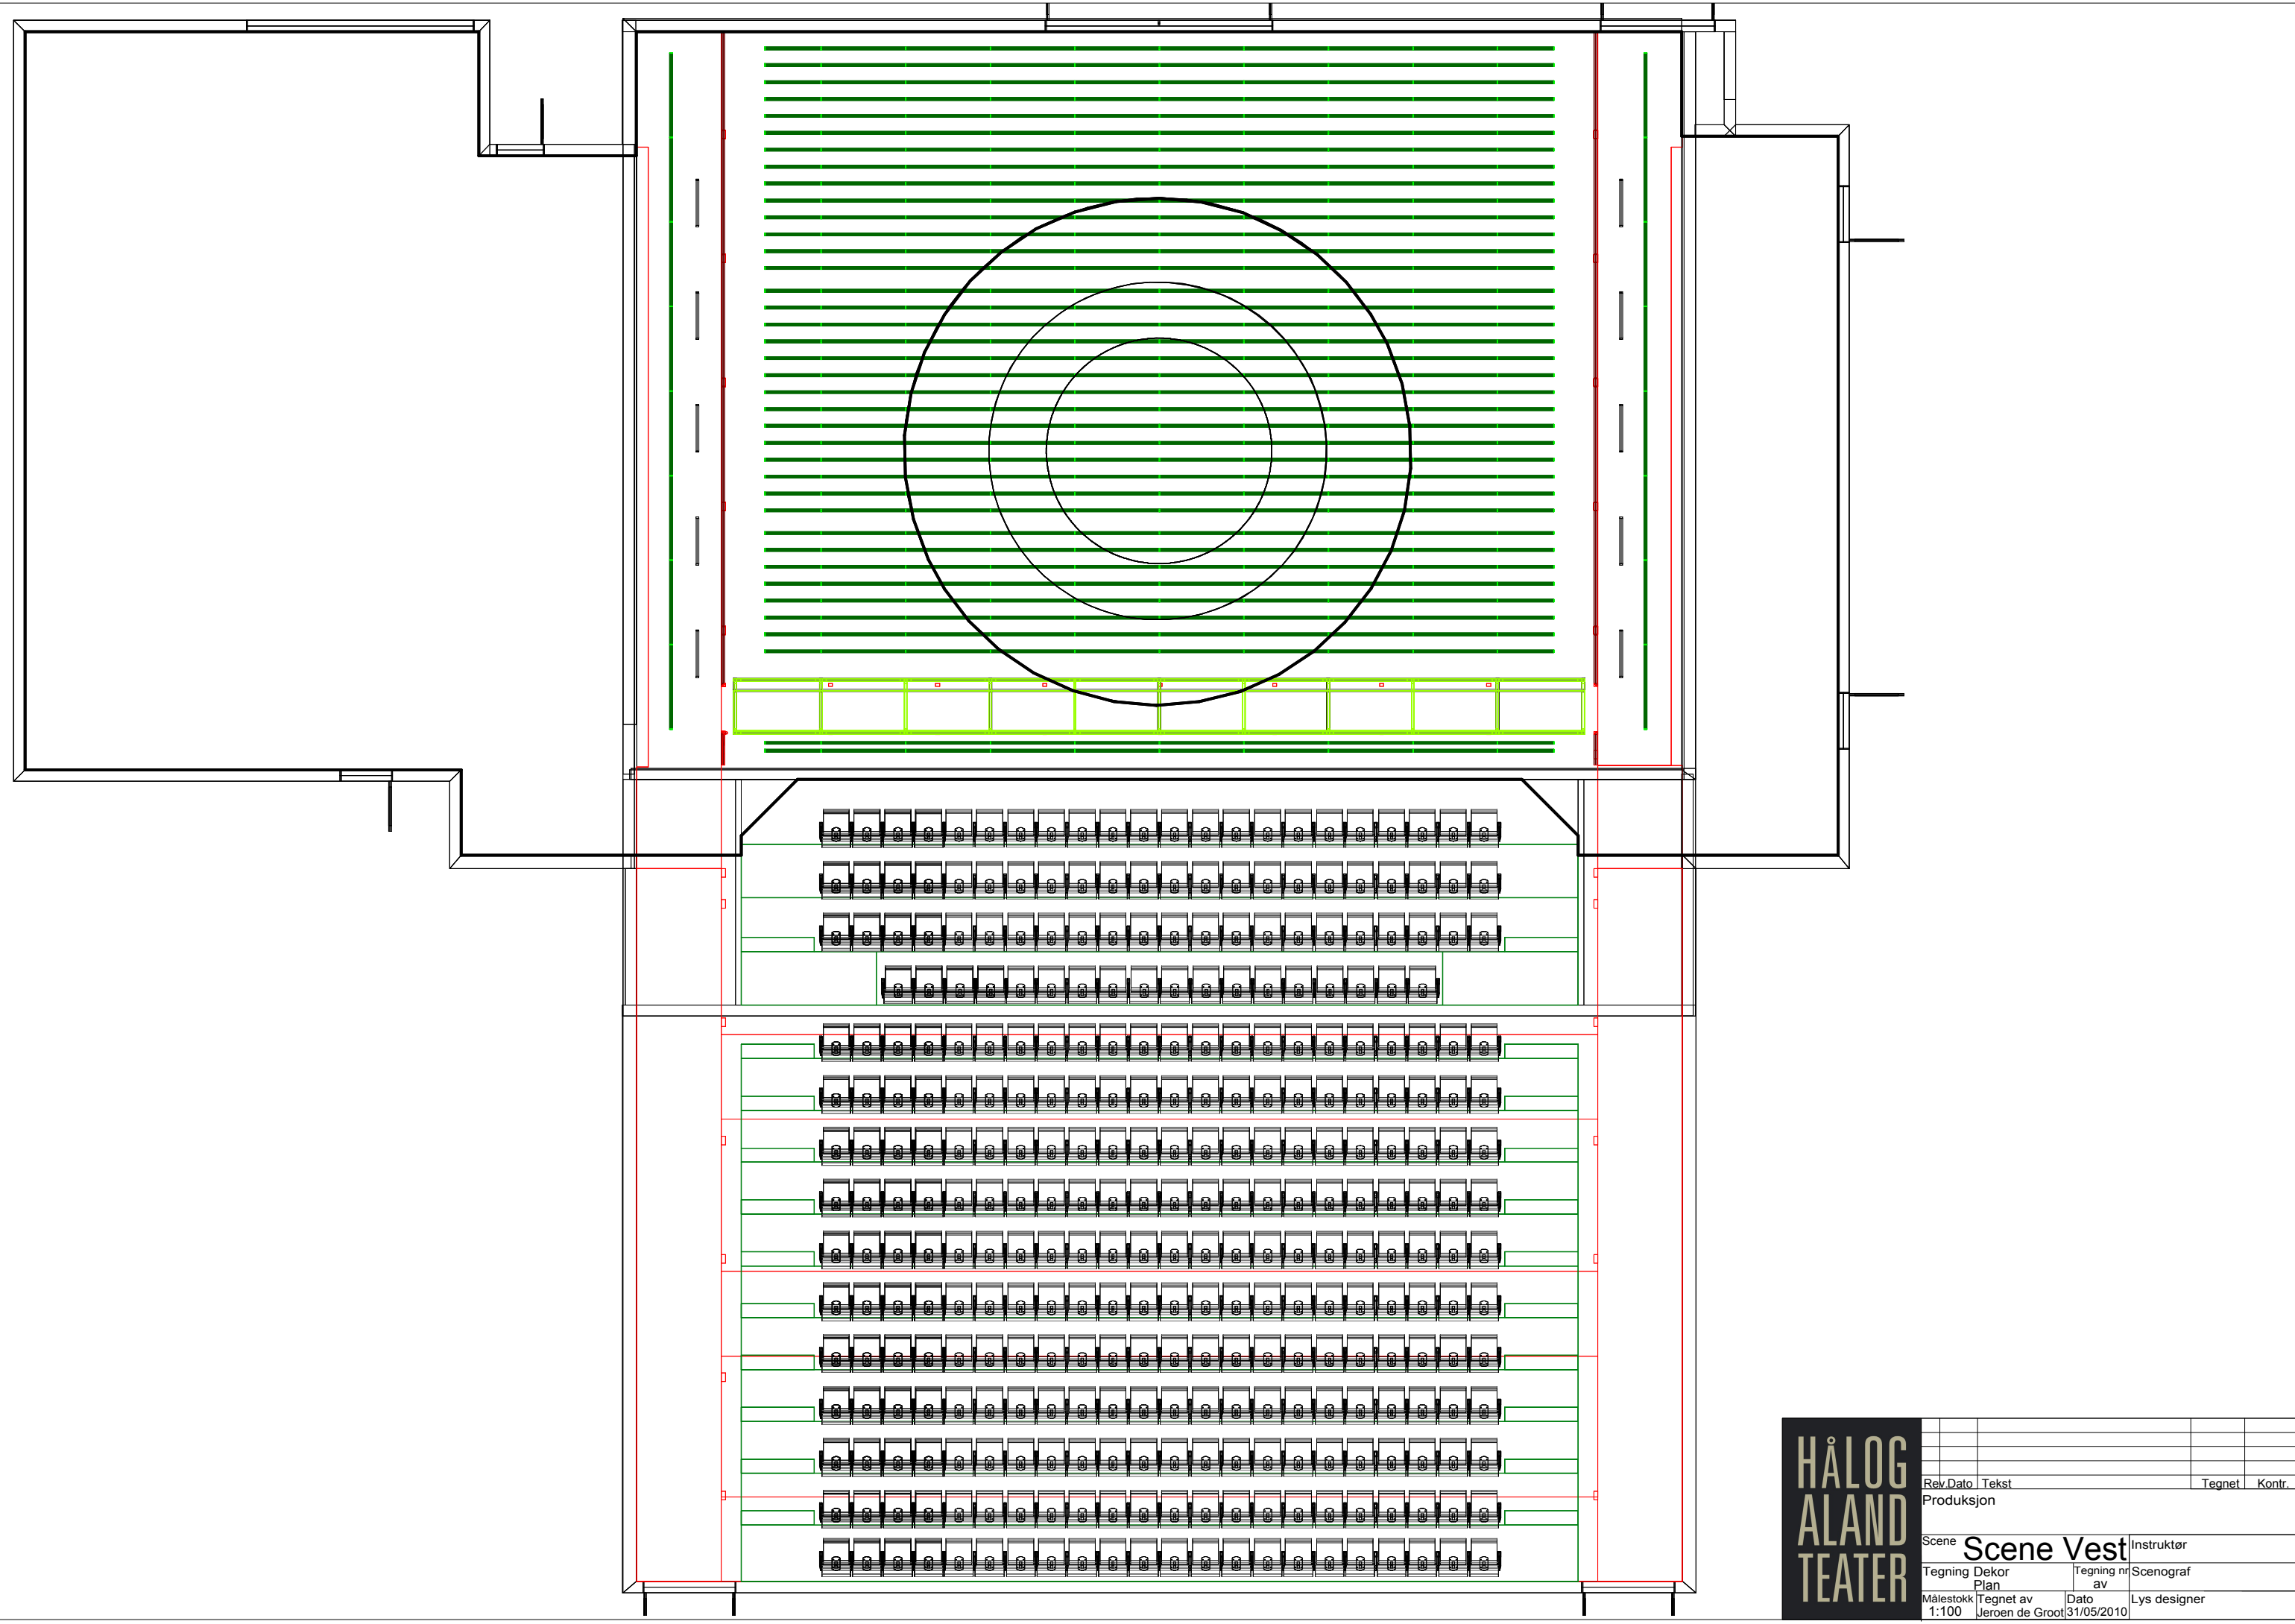 HÅLOG
ALAND
TEATER
Rev. Dato Tekst Tegnet Kontr.
Produksjon
Scene Scene Vest Instruktør
Tegning Dekor Tegning nr Scenograf
Plan av
Målestokk Tegnet av Dato Lys designer
1:100 Jeroen de Groot 31/05/2010